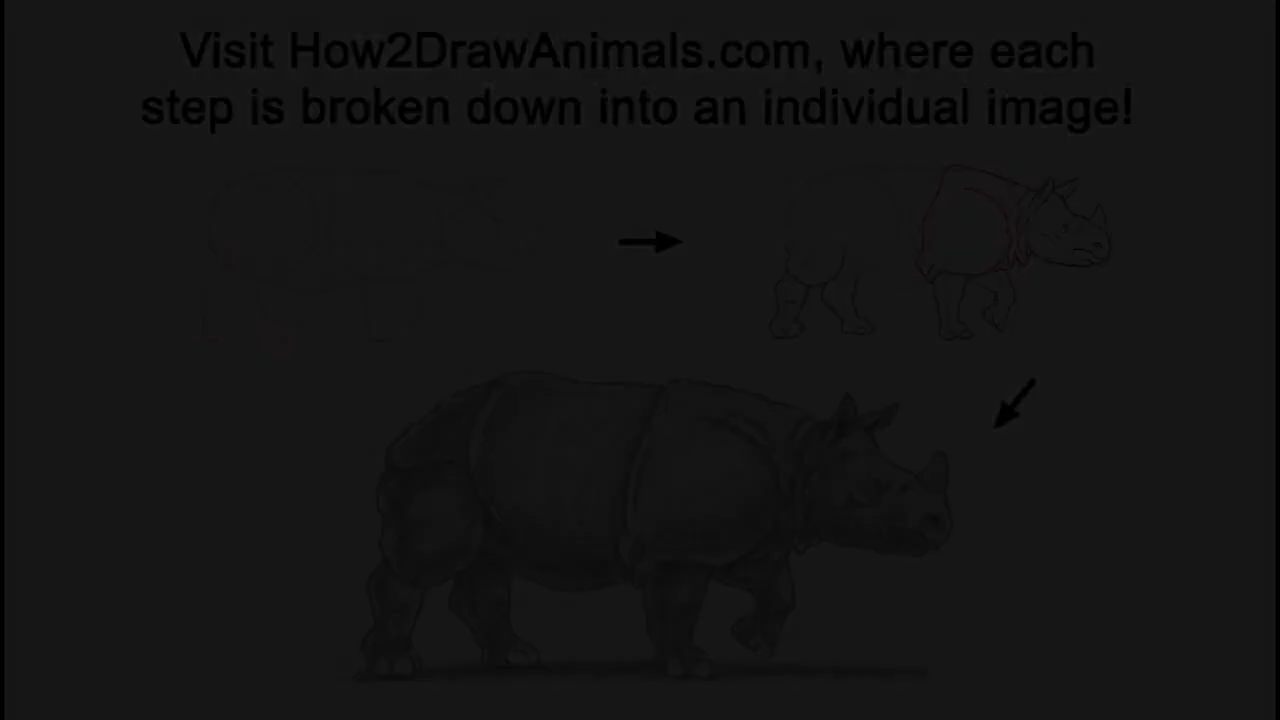 Visit How2DrawAnimals.com, where each
step is broken down into an individual image!